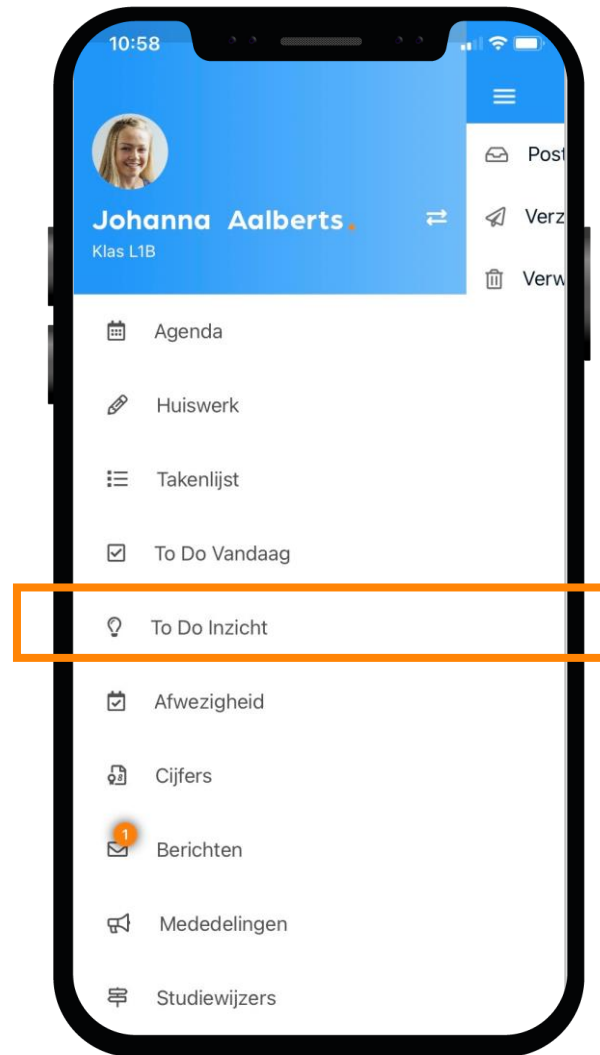 10:58
Johanna Aalberts.
Klas L1B
Agenda
Huiswerk
Takenlijst
To Do Vandaag
To Do Inzicht
Afwezigheid
Cijfers
1
Berichten
Mededelingen
Studiewijzers
Post
Verz
Verw